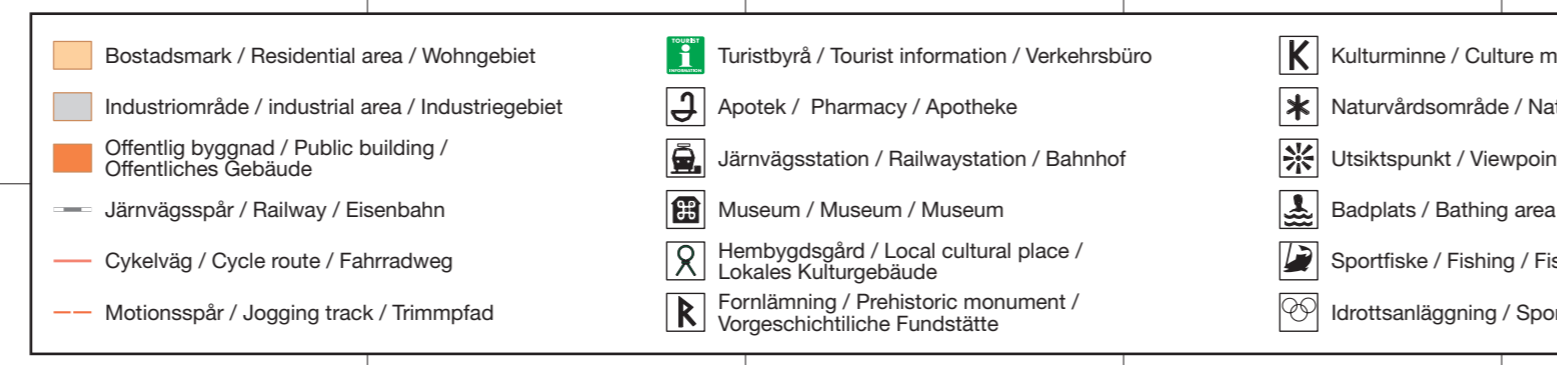 Bostadsmark / Residential area / Wohngebiet
Industriområde / industrial area / Industriegebiet
Offentlig byggnad / Public building /
Offentliches Gebäude
Järnvägsspår / Railway / Eisenbahn
Cykelväg / Cycle route / Fahrradweg
Motionsspår / Jogging track / Trimmpfad
TOURIST
i
INFORMATION
Turistbyrå / Tourist information / Verkehrsbüro
Apotek / Pharmacy / Apotheke
Järnvägsstation / Railwaystation / Bahnhof
Museum / Museum / Museum
Hembygdsgård / Local cultural place /
Lokales Kulturgebäude
Fornlämning / Prehistoric monument /
Vorgeschichtiliche Fundstätte
K
Kulturminne / Culture m
Naturvårdsområde / Nat
Utsiktspunkt / Viewpoin
Badplats / Bathing area
Sportfiske / Fishing / Fis
Idrottsanläggning / Spor